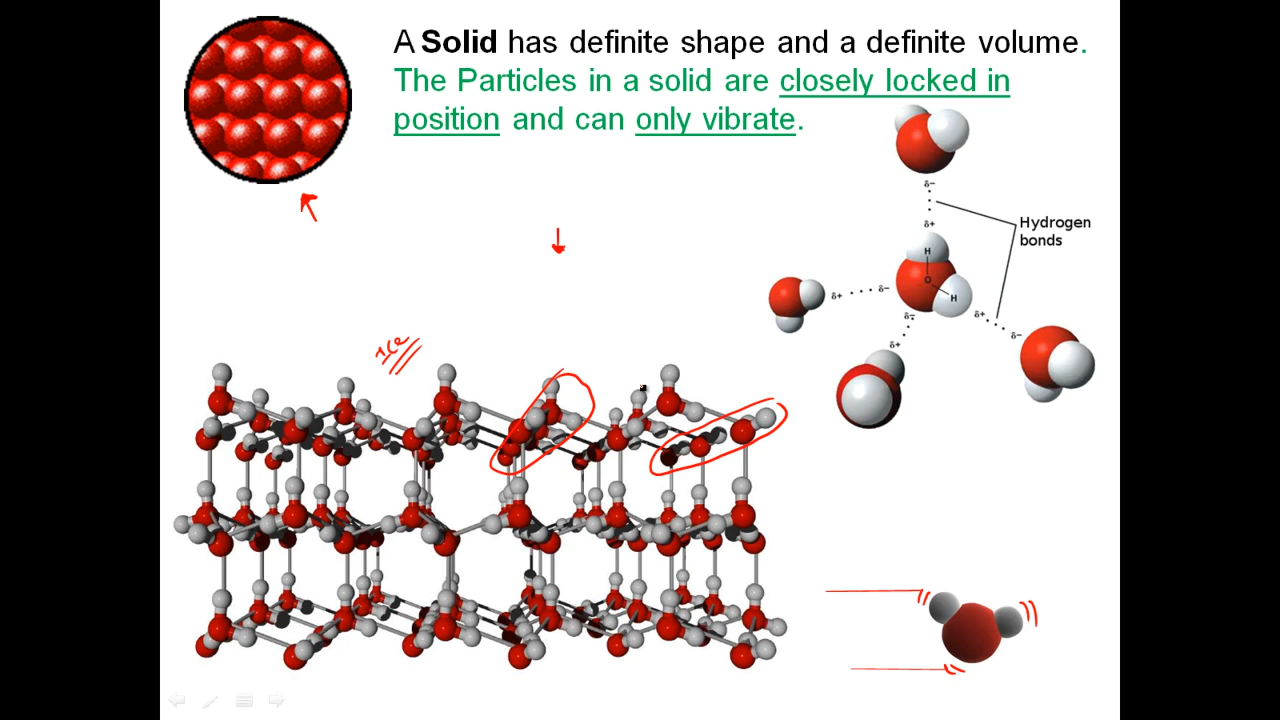 A Solid has definite shape and a definite volume.
The Particles in a solid are closely locked in
position and can only vibrate.
δ−
δ+
Hydrogen
bonds
H
O
H
δ+
δ−
δ−
δ+
δ+
δ−
Ice